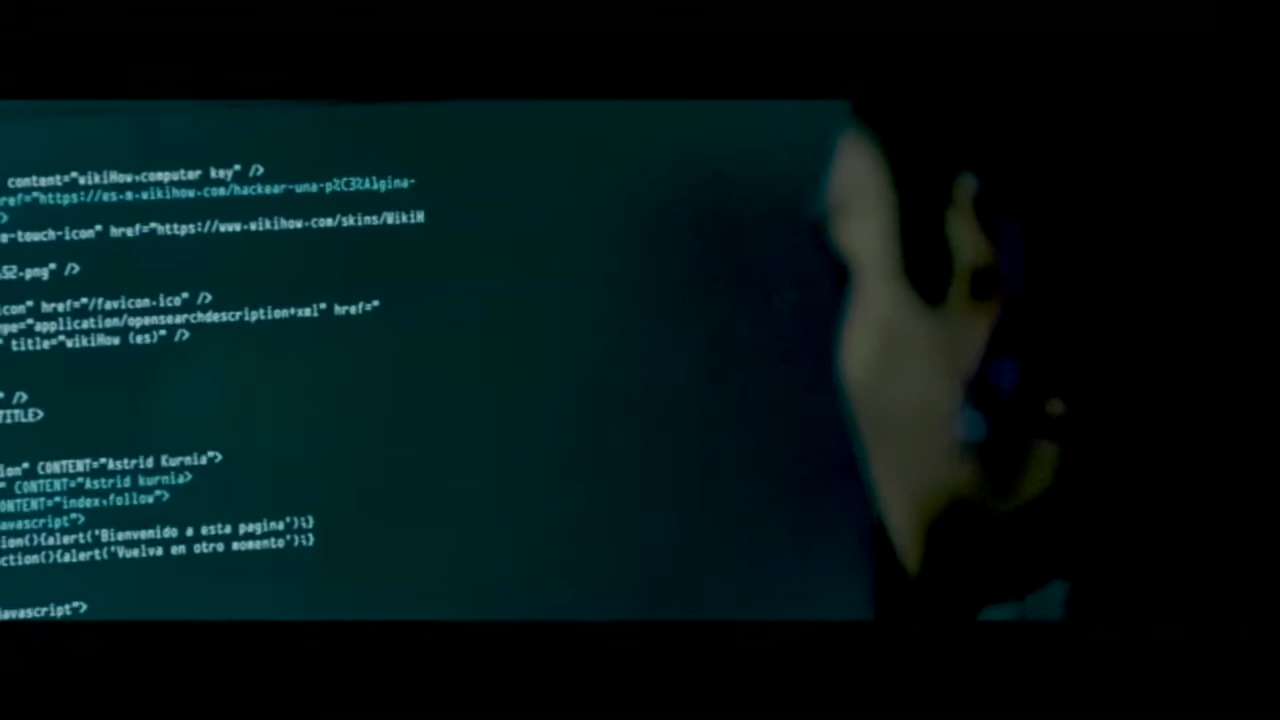 content="wikiHow,computer key" />
ref="https://es.m.wikihow.com/hackear-una-p%C3%A1gina-
>
o-touch-icon" href="https://www.wikihow.com/skins/WikiH
52.png" />
icon" href="/favicon.ico" />
ype="application/opensearchdescription+xml" href="
" title="wikiHow (es)" />
" />
TITLE>
ion" CONTENT="Astrid Kurnia">
" CONTENT="Astrid kurnia>
ONTENT="index,follow">
avascript">
ion(){alert('Bienvenido a esta pagina');}
ction(){alert('Vuelva en otro momento');}
javascript">